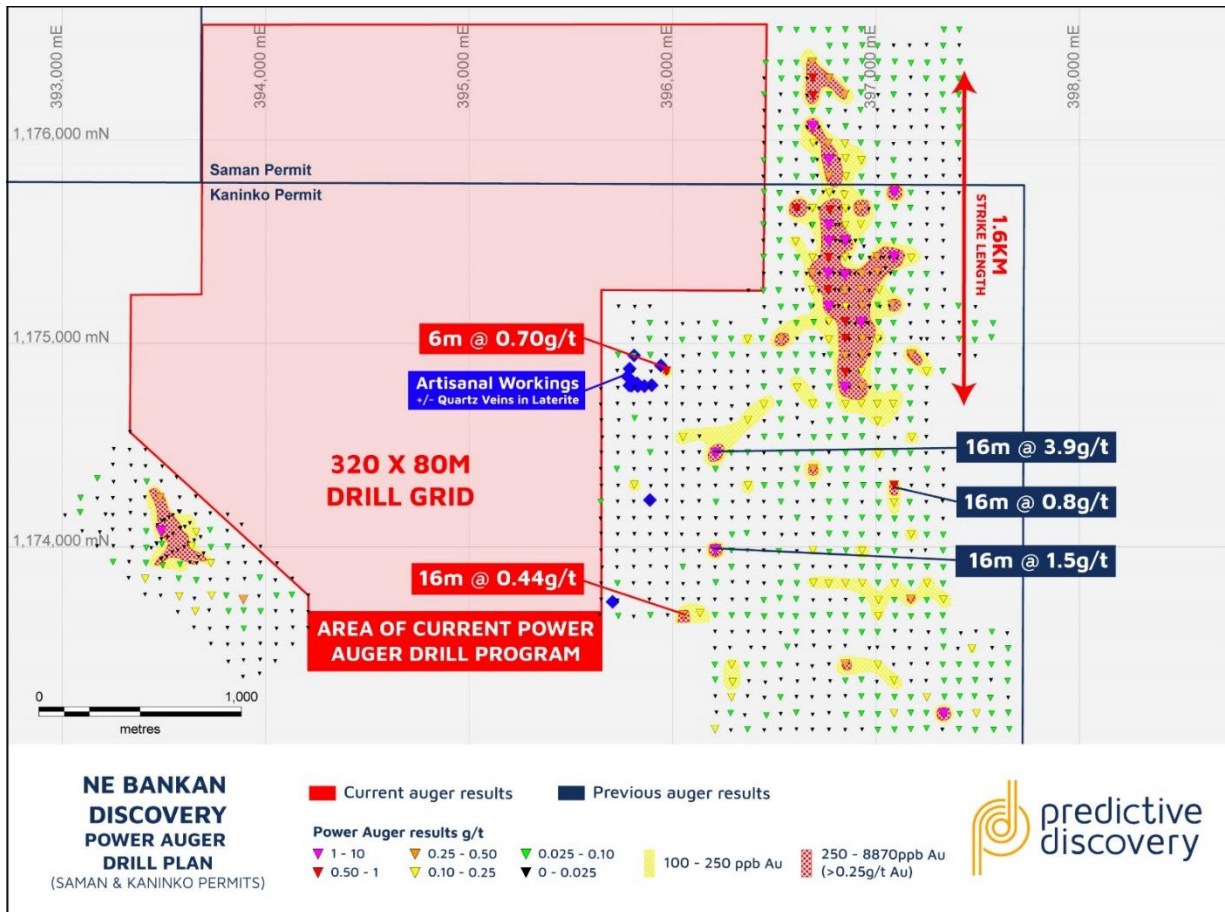 393,000 mE
394,000 mE
395,000 mE
396,000 mE
397,000 mE
398,000 mE
1,176,000 mN
Saman Permit
Kaninko Permit
1.6KM
STRIKE LENGTH
1,175,000 mN
6m @ 0.70g/t
Artisanal Workings
+/- Quartz Veins in Laterite
16m @ 3.9g/t
320 X 80M
DRILL GRID
16m @ 0.8g/t
1,174,000 mN
16m @ 1.5g/t
16m @ 0.44g/t
AREA OF CURRENT POWER
AUGER DRILL PROGRAM
0 1,000
metres
NE BANKAN
DISCOVERY
POWER AUGER
DRILL PLAN
(SAMAN & KANINKO PERMITS)
Current auger results
Previous auger results
Power Auger results g/t
1 - 10
0.25 - 0.50
0.025 - 0.10
0.50 - 1
0.10 - 0.25
0 - 0.025
100 - 250 ppb Au
250 - 8870ppb Au
(>0.25g/t Au)
predictive
discovery